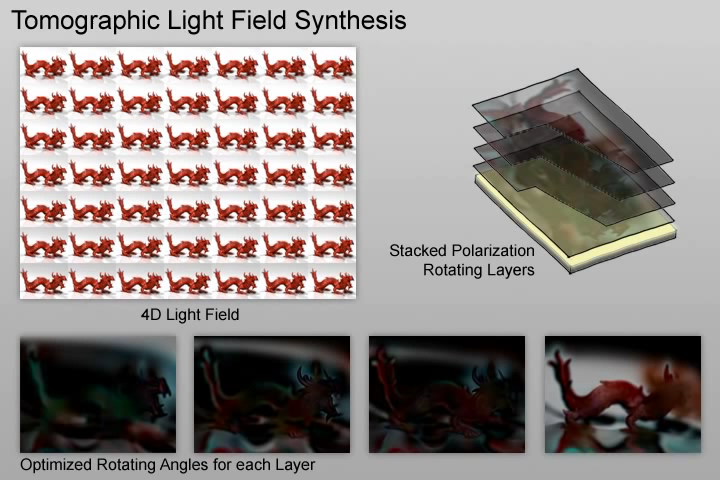 Tomographic Light Field Synthesis
Stacked Polarization
Rotating Layers
4D Light Field
Optimized Rotating Angles for each Layer